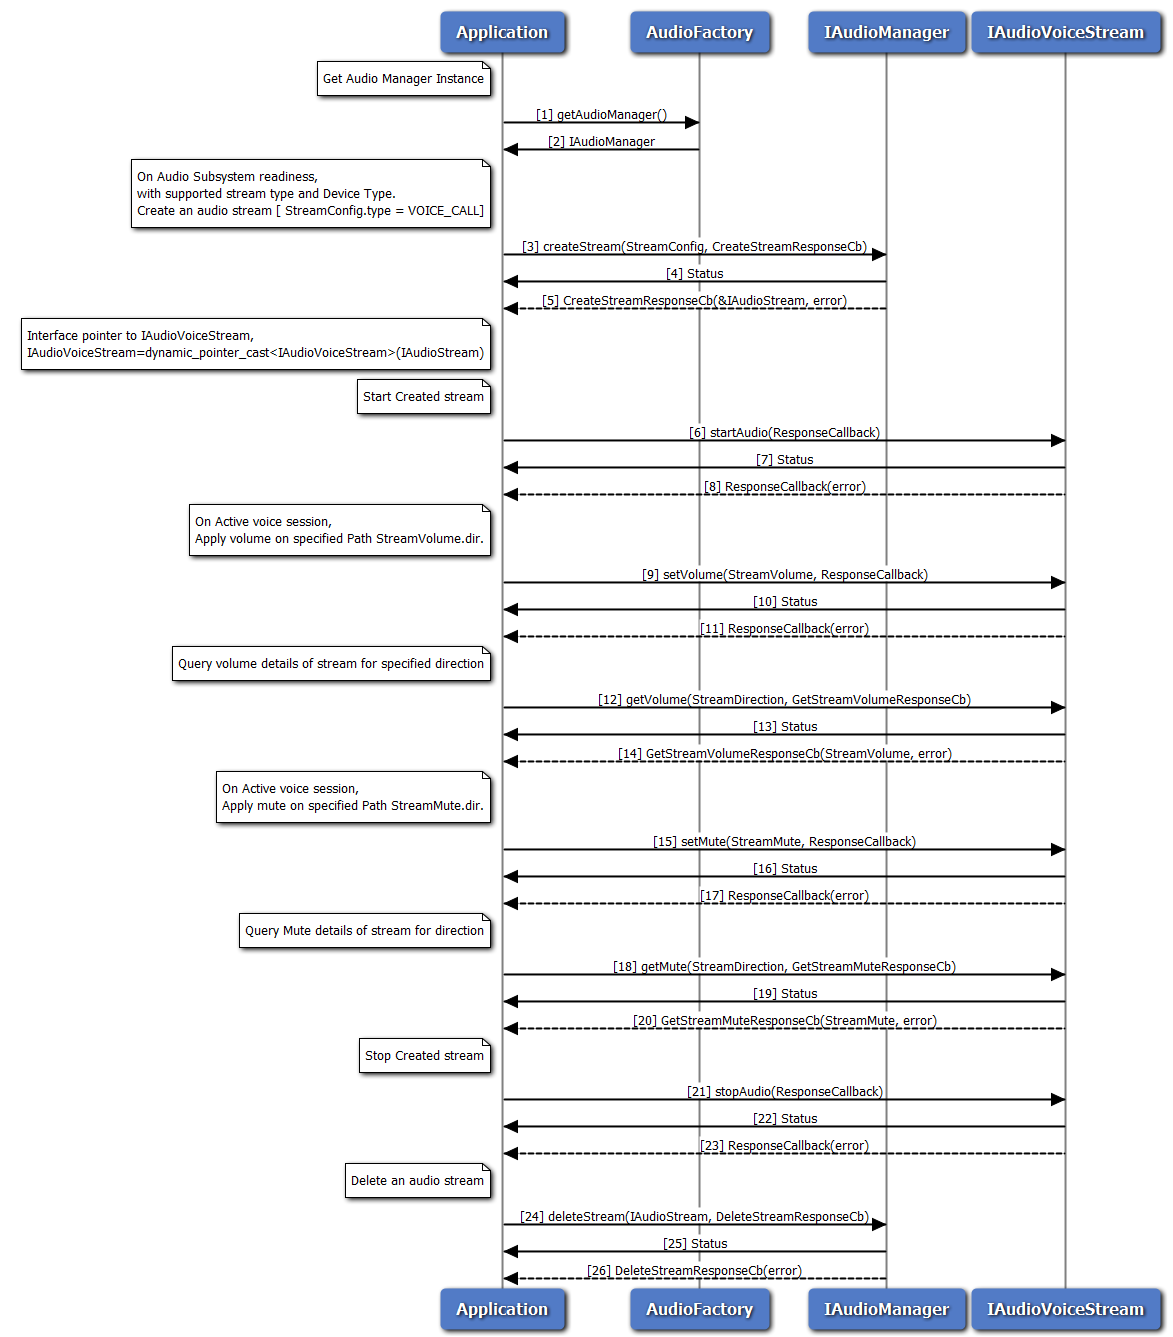 Application
AudioFactory
IAudioManager
IAudioVoiceStream
Get Audio Manager Instance
[1] getAudioManager()
[2] IAudioManager
On Audio Subsystem readiness,
with supported stream type and Device Type.
Create an audio stream [ StreamConfig.type = VOICE_CALL]
[3] createStream(StreamConfig, CreateStreamResponseCb)
[4] Status
[5] CreateStreamResponseCb(&IAudioStream, error)
Interface pointer to IAudioVoiceStream,
IAudioVoiceStream=dynamic_pointer_cast<IAudioVoiceStream>(IAudioStream)
Start Created stream
[6] startAudio(ResponseCallback)
[7] Status
[8] ResponseCallback(error)
On Active voice session,
Apply volume on specified Path StreamVolume.dir.
[9] setVolume(StreamVolume, ResponseCallback)
[10] Status
[11] ResponseCallback(error)
Query volume details of stream for specified direction
[12] getVolume(StreamDirection, GetStreamVolumeResponseCb)
[13] Status
[14] GetStreamVolumeResponseCb(StreamVolume, error)
On Active voice session,
Apply mute on specified Path StreamMute.dir.
[15] setMute(StreamMute, ResponseCallback)
[16] Status
[17] ResponseCallback(error)
Query Mute details of stream for direction
[18] getMute(StreamDirection, GetStreamMuteResponseCb)
[19] Status
[20] GetStreamMuteResponseCb(StreamMute, error)
Stop Created stream
[21] stopAudio(ResponseCallback)
[22] Status
[23] ResponseCallback(error)
Delete an audio stream
[24] deleteStream(IAudioStream, DeleteStreamResponseCb)
[25] Status
[26] DeleteStreamResponseCb(error)
Application
AudioFactory
IAudioManager
IAudioVoiceStream